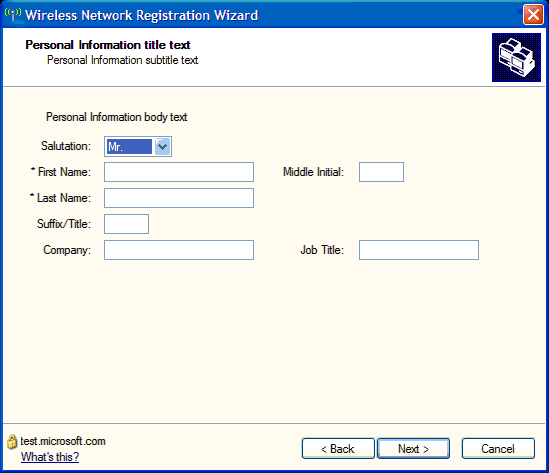 Wireless Network Registration Wizard
Personal Information title text
Personal Information subtitle text
Personal Information body text
Salutation: Mr.
* First Name: Middle Initial:
* Last Name:
Suffix/Title:
Company: Job Title:
test.microsoft.com
What's this?
< Back Next > Cancel